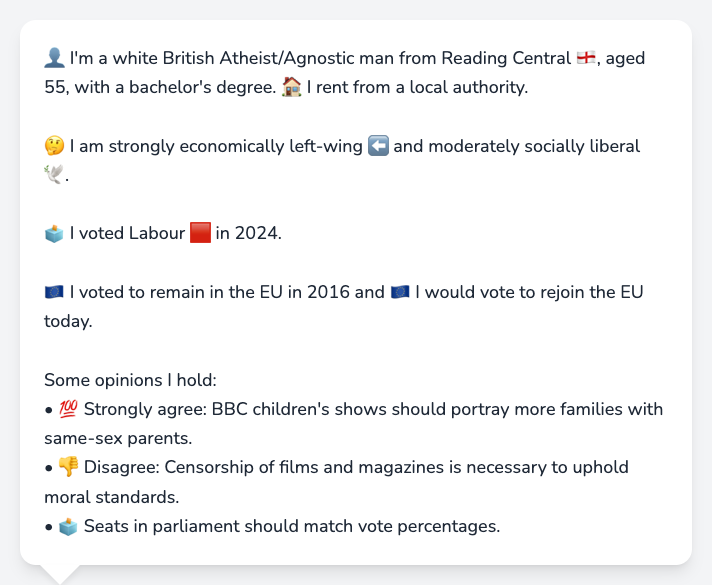 👤 I'm a white British Atheist/Agnostic man from Reading Central 🏴󠁧󠁢󠁥󠁮󠁧󠁿, aged
55, with a bachelor's degree. 🏠 I rent from a local authority.
🤔 I am strongly economically left-wing ⬅️ and moderately socially liberal
🕊️.
🗳️ I voted Labour 🟥 in 2024.
🇪🇺 I voted to remain in the EU in 2016 and 🇪🇺 I would vote to rejoin the EU
today.
Some opinions I hold:
• 💯 Strongly agree: BBC children's shows should portray more families with
same-sex parents.
• 👎 Disagree: Censorship of films and magazines is necessary to uphold
moral standards.
• 🗳️ Seats in parliament should match vote percentages.